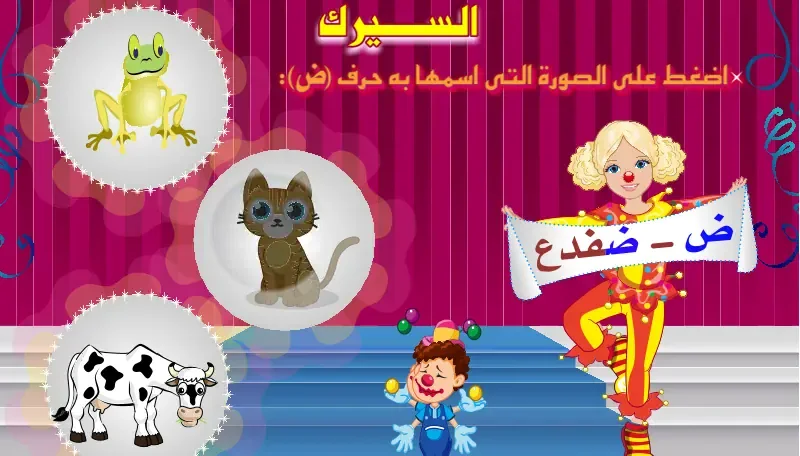 السيرك
اضغط على الصورة التى اسمها به حرف (ض):
ض - ضفدع